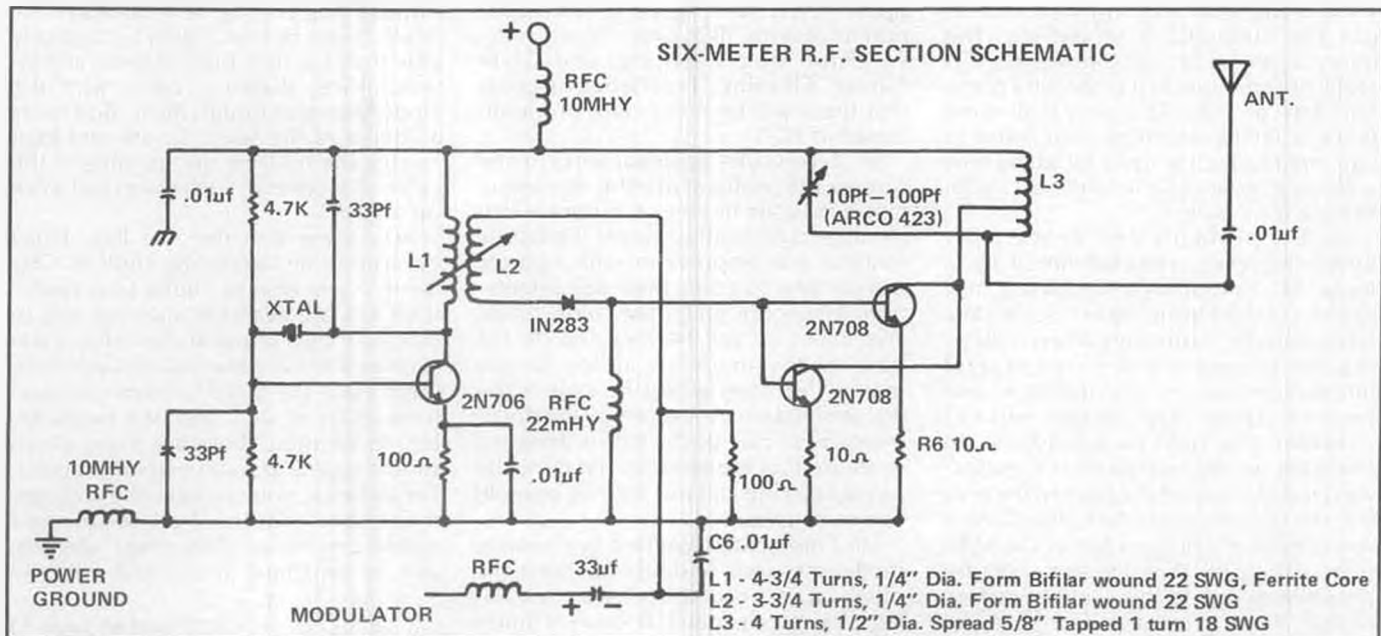 SIX-METER R.F. SECTION SCHEMATIC
+
RFC
10MHY
ANT.
.01uf
4.7K
33Pf
L1
L2
10Pf - 100Pf
(ARCO 423)
L3
.01uf
XTAL
IN283
2N708
2N706
RFC
22mHY
2N708
10MHY
RFC
33Pf
4.7K
100Ω
.01uf
100Ω
10Ω
R6 10Ω
POWER
GROUND
MODULATOR
RFC
33uf
+ -
C6 .01uf
L1 - 4-3/4 Turns, 1/4" Dia. Form Bifilar wound 22 SWG, Ferrite Core
L2 - 3-3/4 Turns, 1/4" Dia. Form Bifilar wound 22 SWG
L3 - 4 Turns, 1/2" Dia. Spread 5/8" Tapped 1 turn 18 SWG